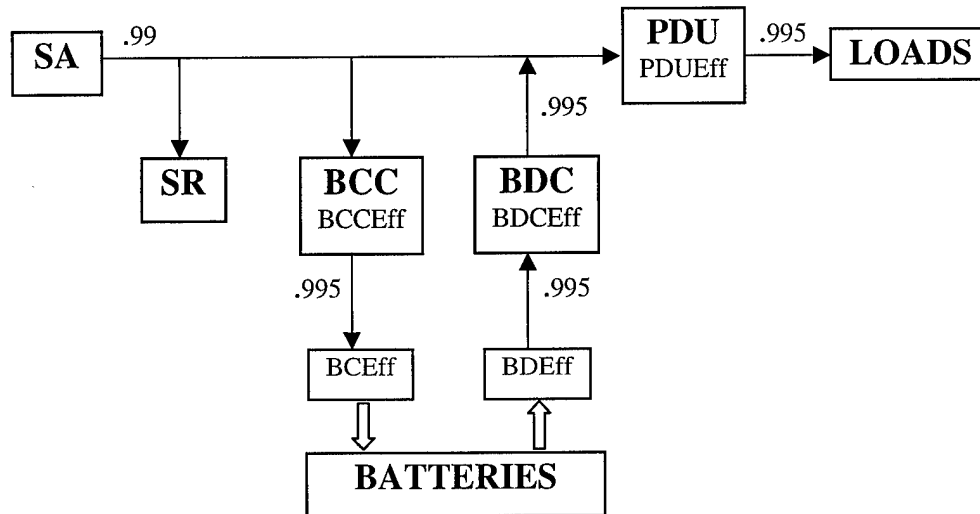 SA
.99
PDU
PDUEff
.995
LOADS
.995
SR
BCC
BCCEff
BDC
BDCEff
.995
.995
BCEff
BDEff
BATTERIES